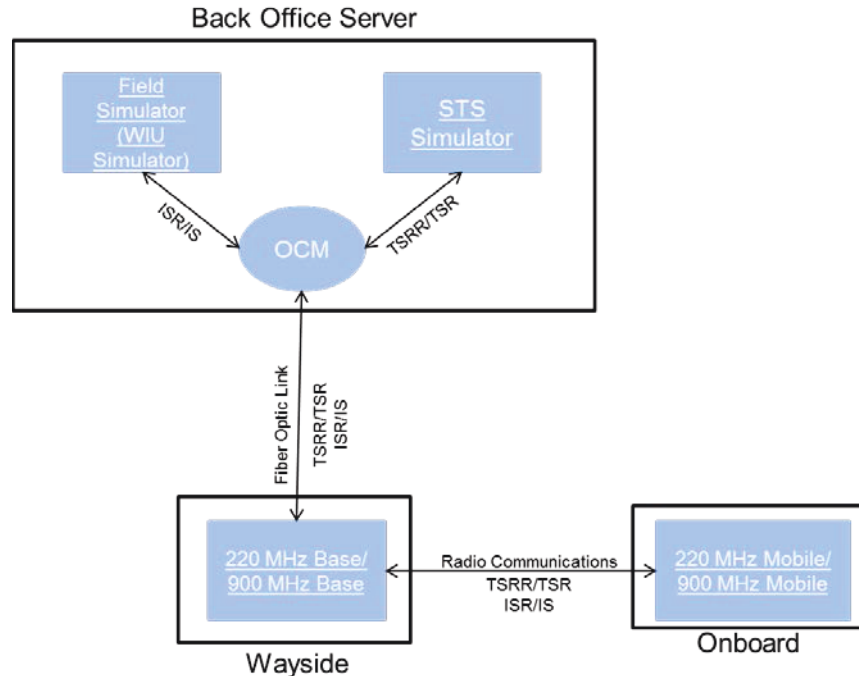 Back Office Server
Field
Simulator
(WIU
Simulator)
STS
Simulator
ISR/IS
TSRR/TSR
OCM
Fiber Optic Link
TSRR/TSR
ISR/IS
220 MHz Base/
900 MHz Base
Radio Communications
TSRR/TSR
ISR/IS
220 MHz Mobile/
900 MHz Mobile
Wayside
Onboard